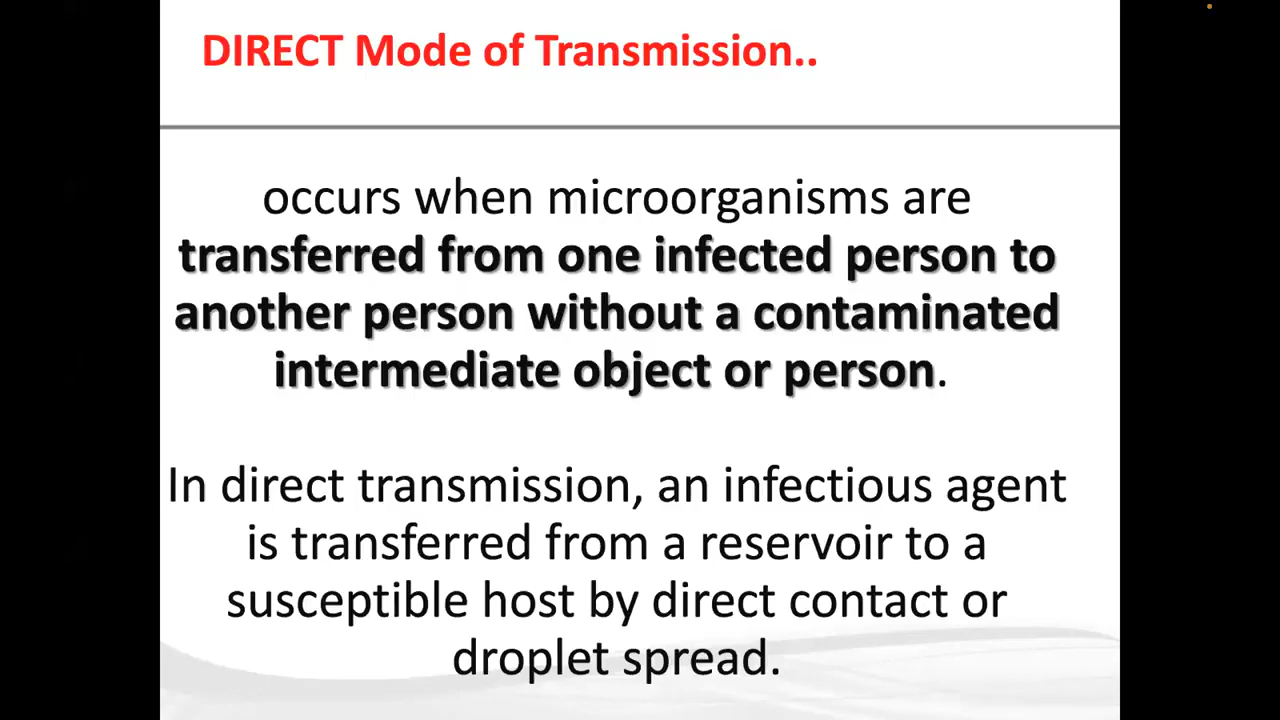 DIRECT Mode of Transmission..
occurs when microorganisms are
transferred from one infected person to
another person without a contaminated
intermediate object or person.
In direct transmission, an infectious agent
is transferred from a reservoir to a
susceptible host by direct contact or
droplet spread.